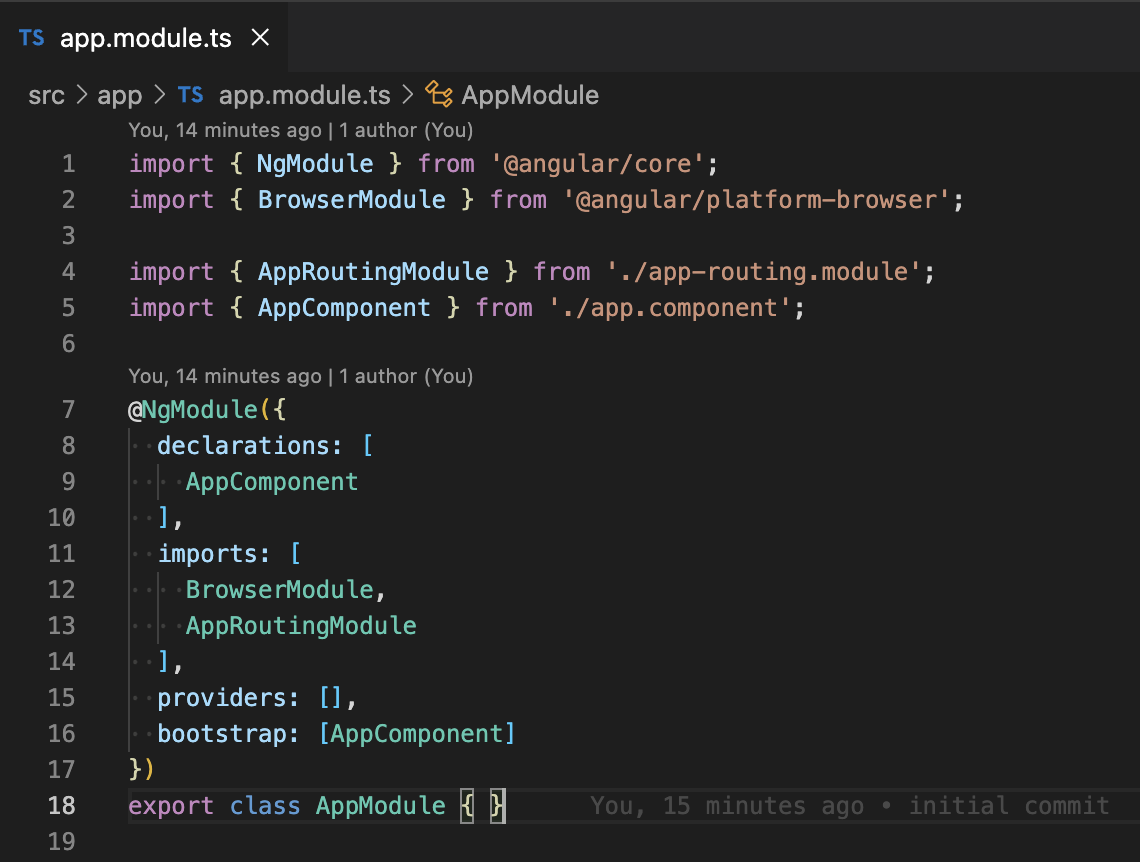 TS app.module.ts ×
src > app > TS app.module.ts > AppModule
You, 14 minutes ago | 1 author (You)
1 import { NgModule } from '@angular/core';
2 import { BrowserModule } from '@angular/platform-browser';
3
4 import { AppRoutingModule } from './app-routing.module';
5 import { AppComponent } from './app.component';
6
You, 14 minutes ago | 1 author (You)
7 @NgModule({
8   declarations: [
9     AppComponent
10   ],
11   imports: [
12     BrowserModule,
13     AppRoutingModule
14   ],
15   providers: [],
16   bootstrap: [AppComponent]
17 })
18 export class AppModule { } You, 15 minutes ago • initial commit
19